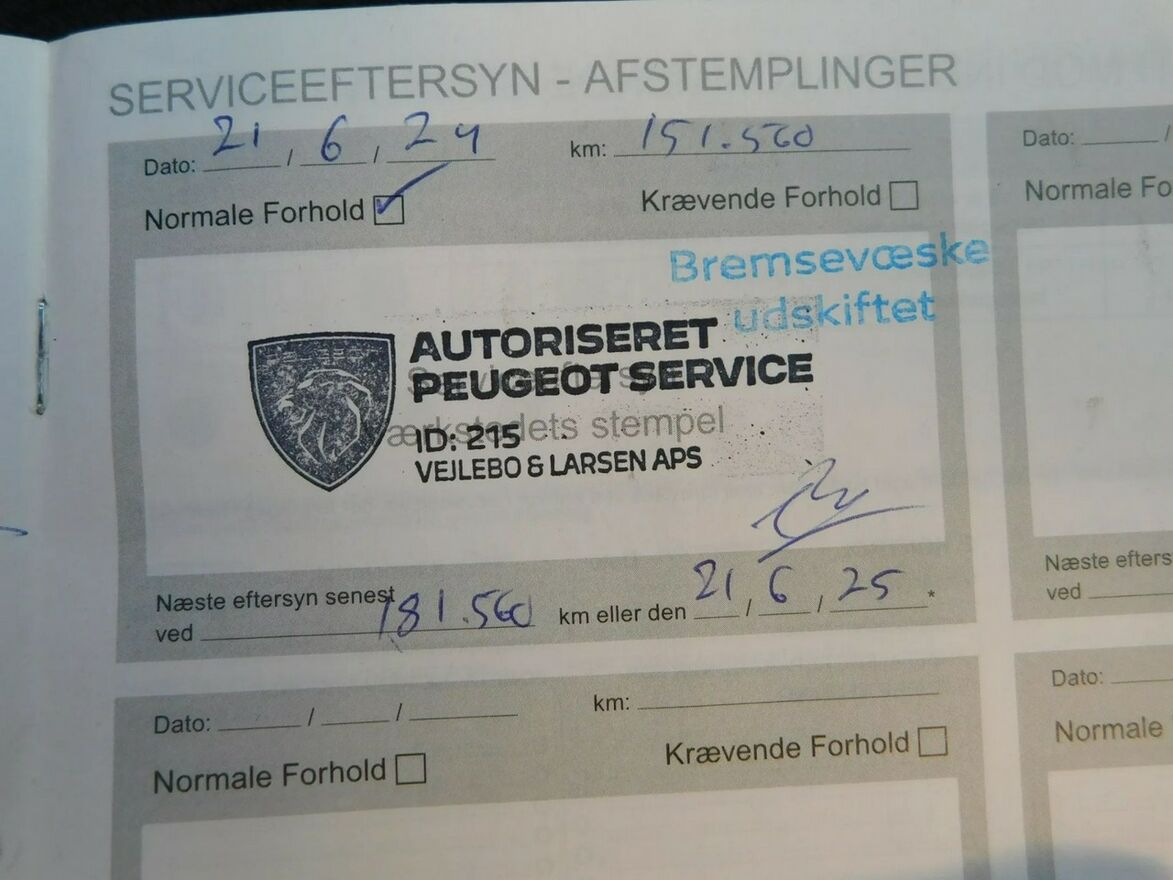 SERVICEEFTERSYN - AFSTEMPLINGER
Dato: 21 / 6 / 24 km: 151.560
Normale Forhold Krævende Forhold
Bremsevæske
udskiftet
AUTORISERET
PEUGEOT SERVICE
ærkstedets stempel
ID: 215
VEJLEBO & LARSEN APS
Næste eftersyn senest
ved 181.560 km eller den 21 / 6 / 25 *
Dato: / / km:
Normale Forhold Krævende Forhold
Dato: /
Normale Fo
Næste efters
ved
Dato:
Normale